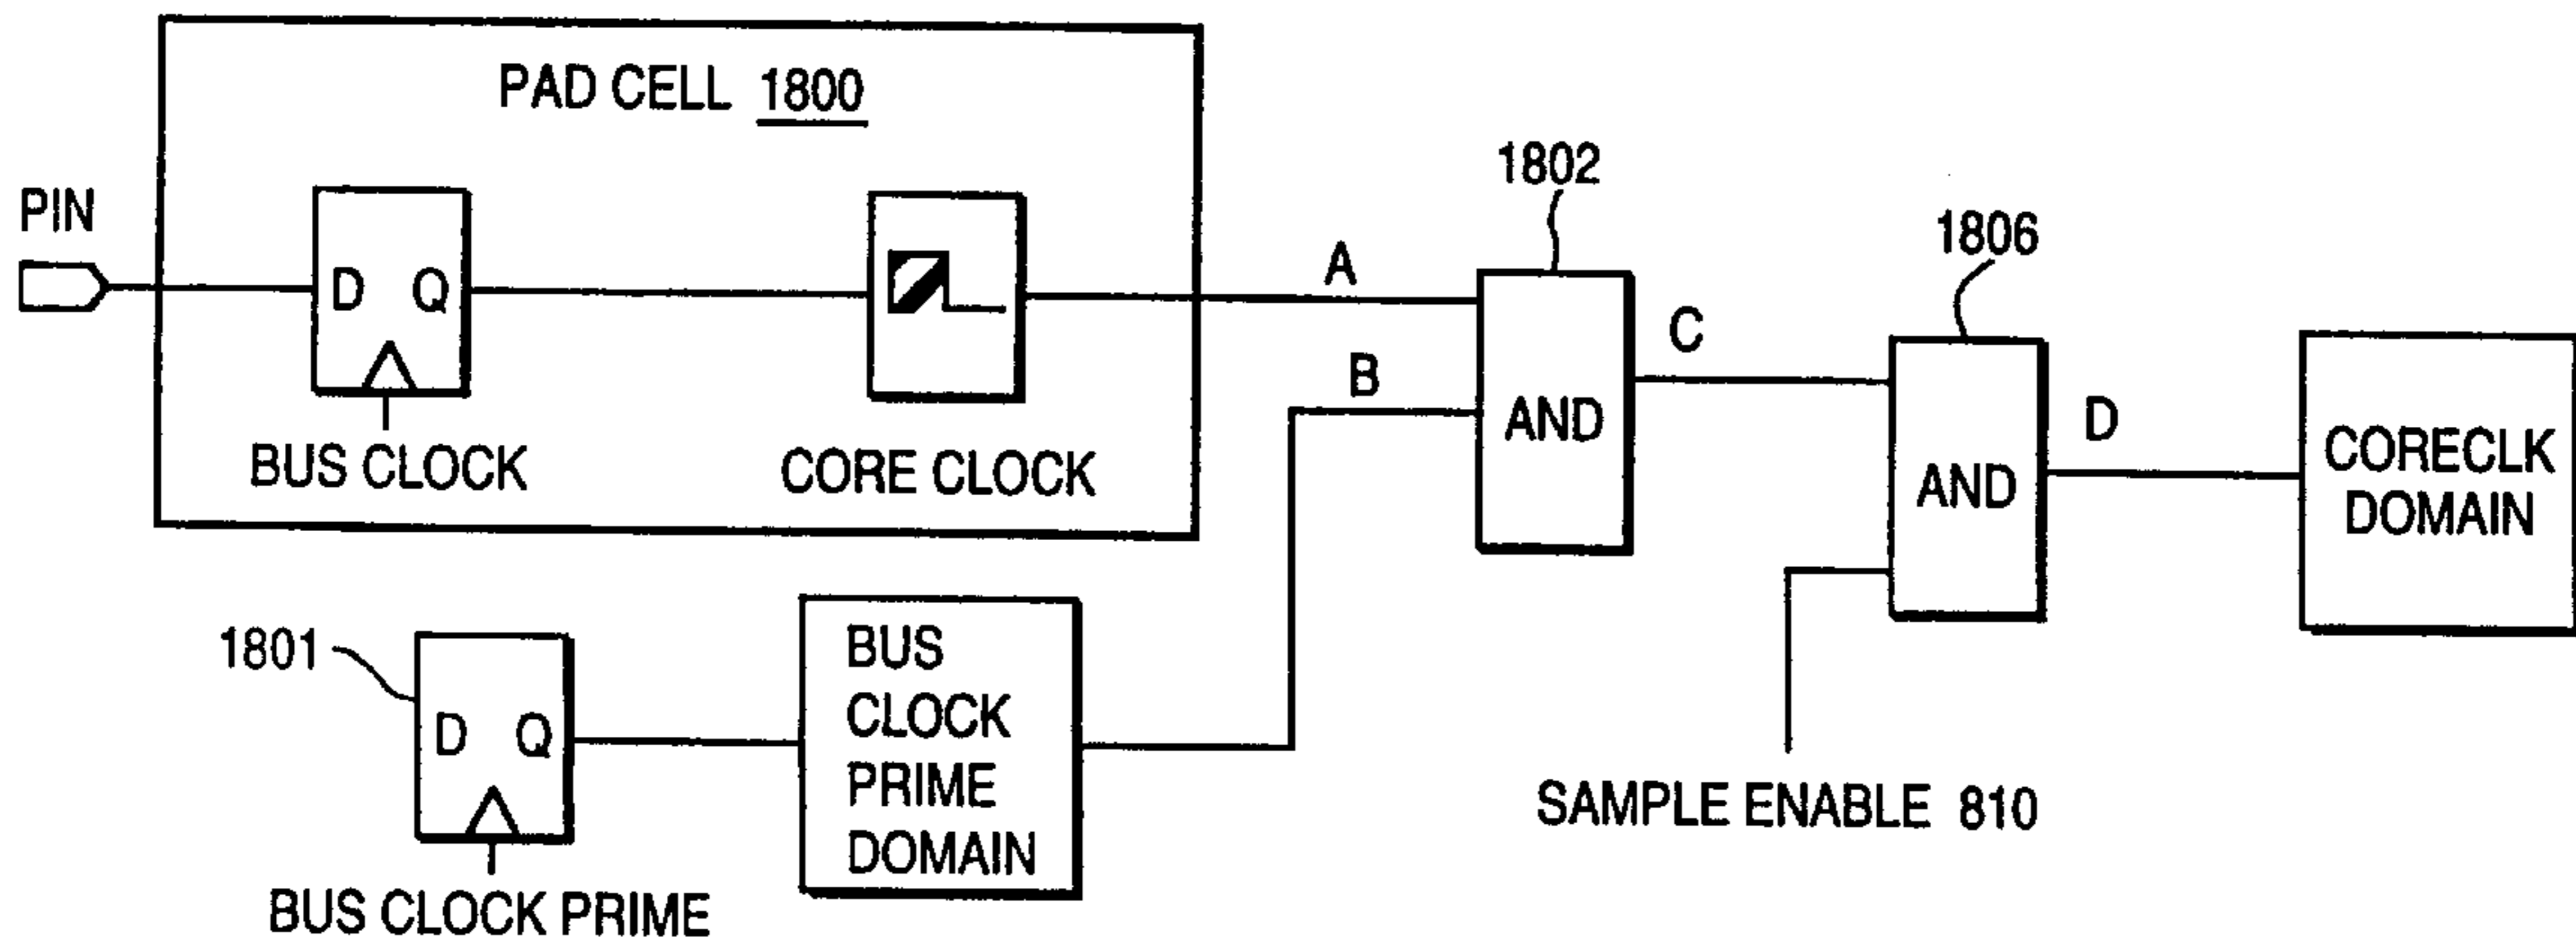 PAD CELL 1800
PIN
D Q
BUS CLOCK
CORE CLOCK
A
B
1802
AND
C
1806
AND
D
CORECLK
DOMAIN
SAMPLE ENABLE 810
1801
D Q
BUS CLOCK PRIME
BUS
CLOCK
PRIME
DOMAIN